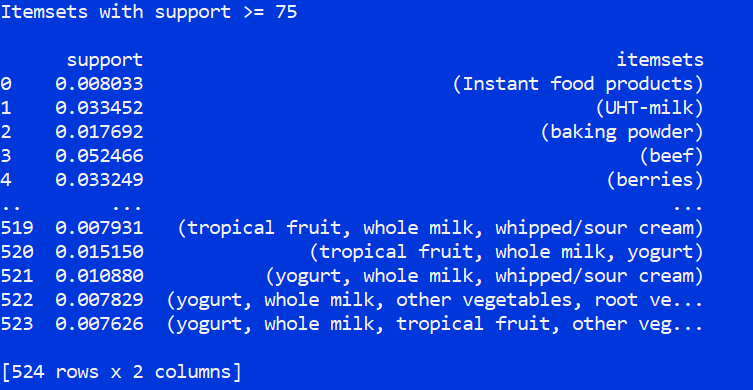 Itemsets with support >= 75
support itemsets
0 0.008033 (Instant food products)
1 0.033452 (UHT-milk)
2 0.017692 (baking powder)
3 0.052466 (beef)
4 0.033249 (berries)
.. ... ...
519 0.007931 (tropical fruit, whole milk, whipped/sour cream)
520 0.015150 (tropical fruit, whole milk, yogurt)
521 0.010880 (yogurt, whole milk, whipped/sour cream)
522 0.007829 (yogurt, whole milk, other vegetables, root ve...
523 0.007626 (yogurt, whole milk, tropical fruit, other veg...
[524 rows x 2 columns]